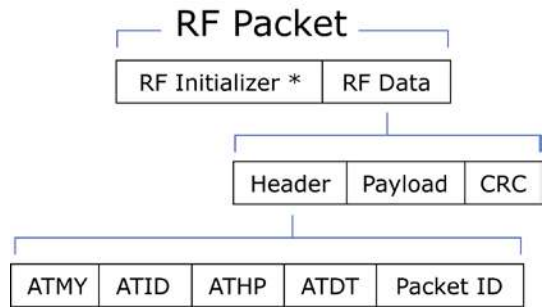 RF Packet
RF Initializer * RF Data
Header Payload CRC
ATMY ATID ATHP ATDT Packet ID